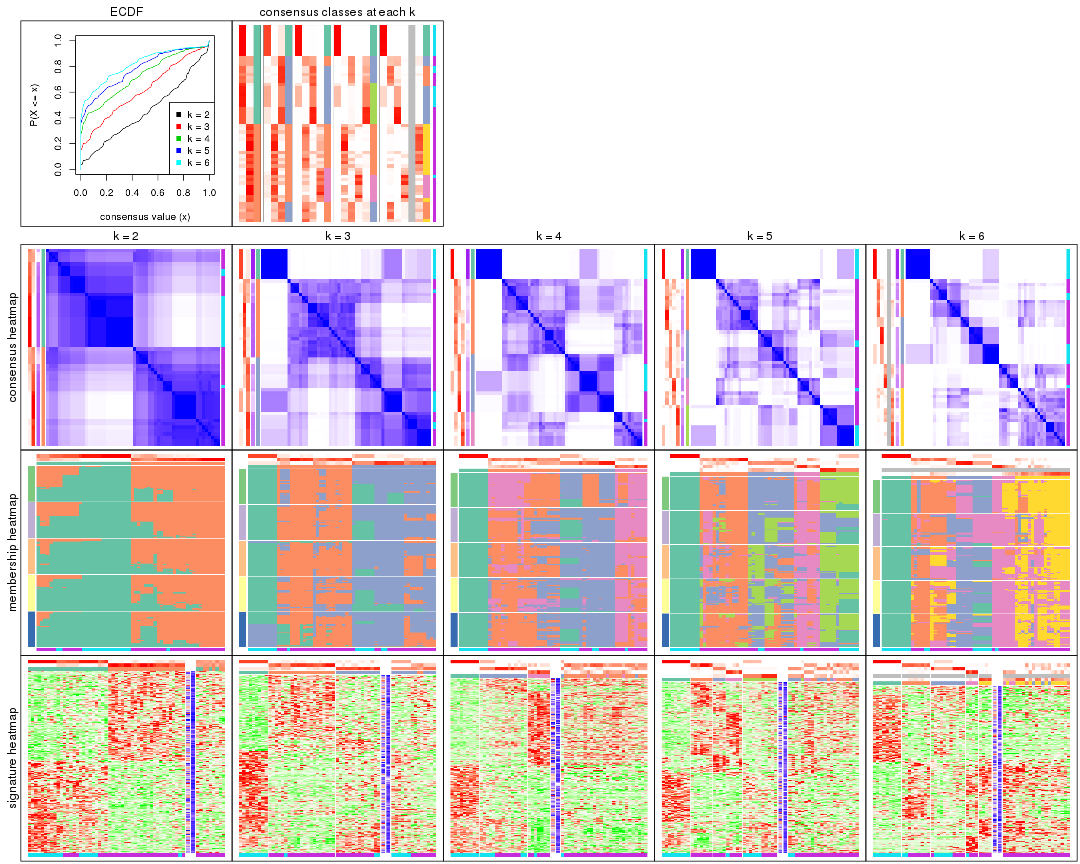 ECDF
consensus classes at each k
P(X <= x)
0.0 0.2 0.4 0.6 0.8 1.0
k = 2
k = 3
k = 4
k = 5
k = 6
0.0 0.2 0.4 0.6 0.8 1.0
consensus value (x)
k = 2
k = 3
k = 4
k = 5
k = 6
consensus heatmap
membership heatmap
signature heatmap